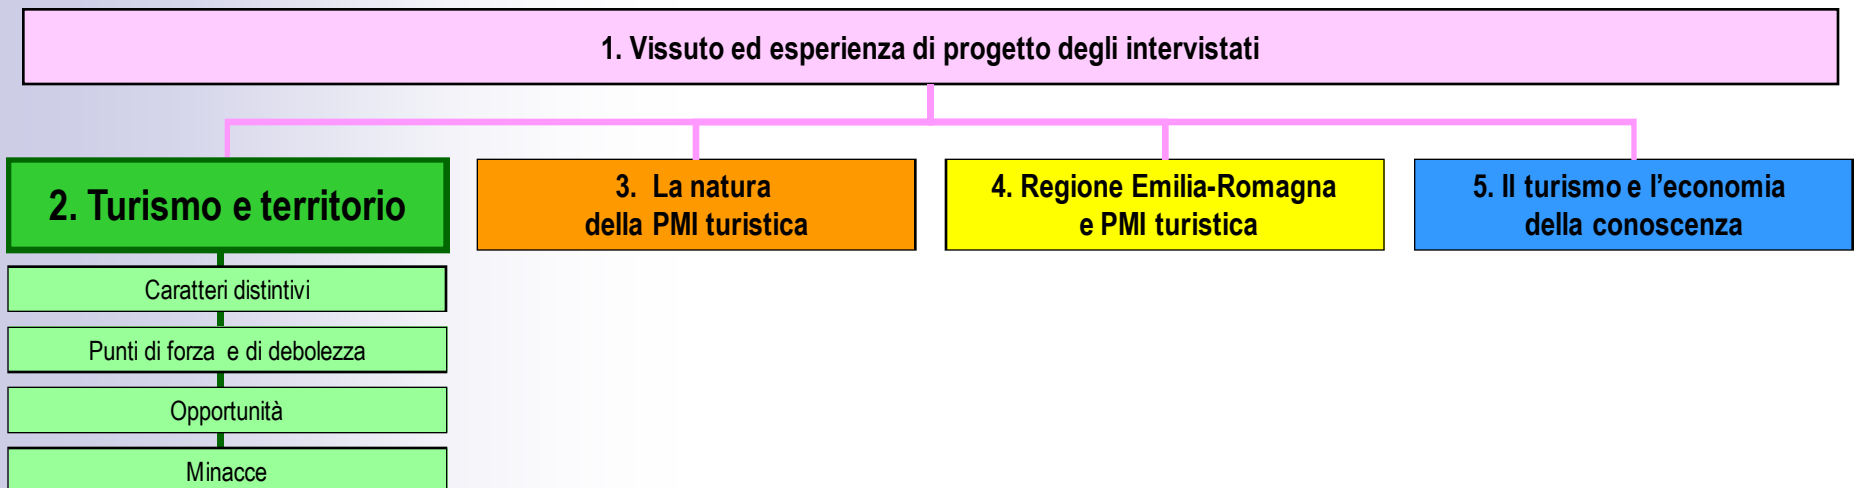 1. Vissuto ed esperienza di progetto degli intervistati
2. Turismo e territorio
3. La natura
della PMI turistica
4. Regione Emilia-Romagna
e PMI turistica
5. Il turismo e l’economia
della conoscenza
Caratteri distintivi
Punti di forza e di debolezza
Opportunità
Minacce